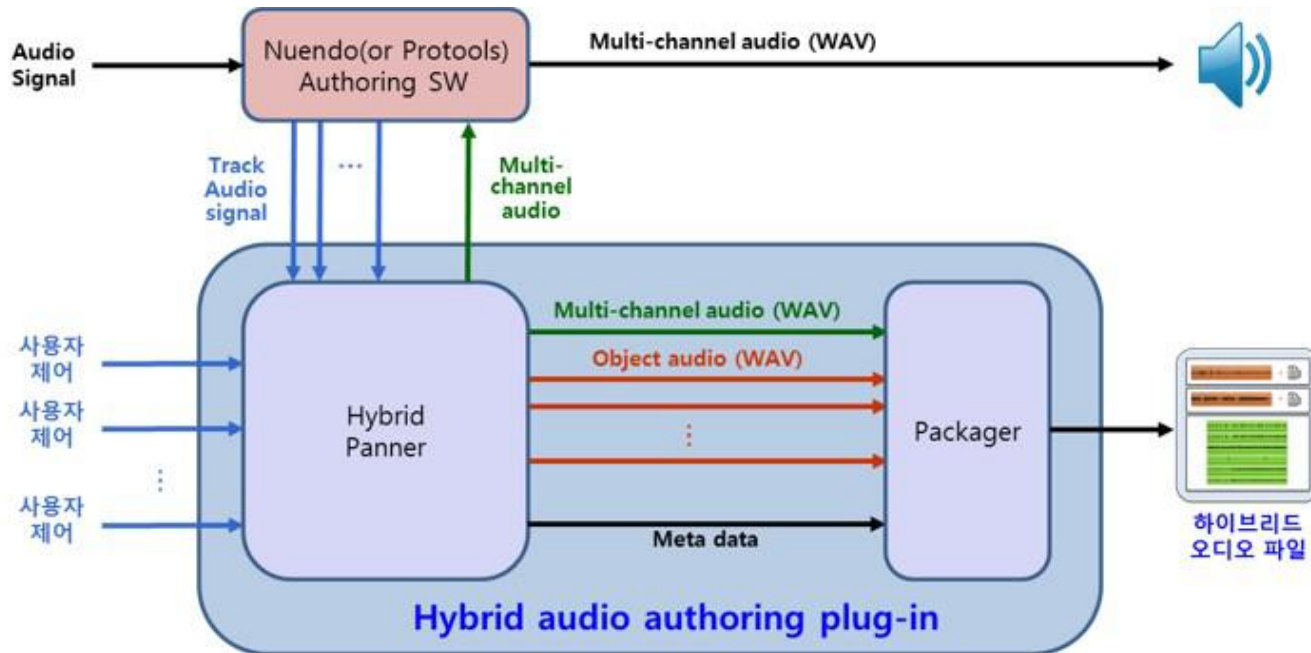 Audio
Signal
Nuendo(or Protools)
Authoring SW
Multi-channel audio (WAV)
Track
Audio
signal
...
Multi-
channel
audio
사용자
제어
사용자
제어
...
사용자
제어
Hybrid
Panner
Multi-channel audio (WAV)
Object audio (WAV)
...
Meta data
Packager
하이브리드
오디오 파일
Hybrid audio authoring plug-in